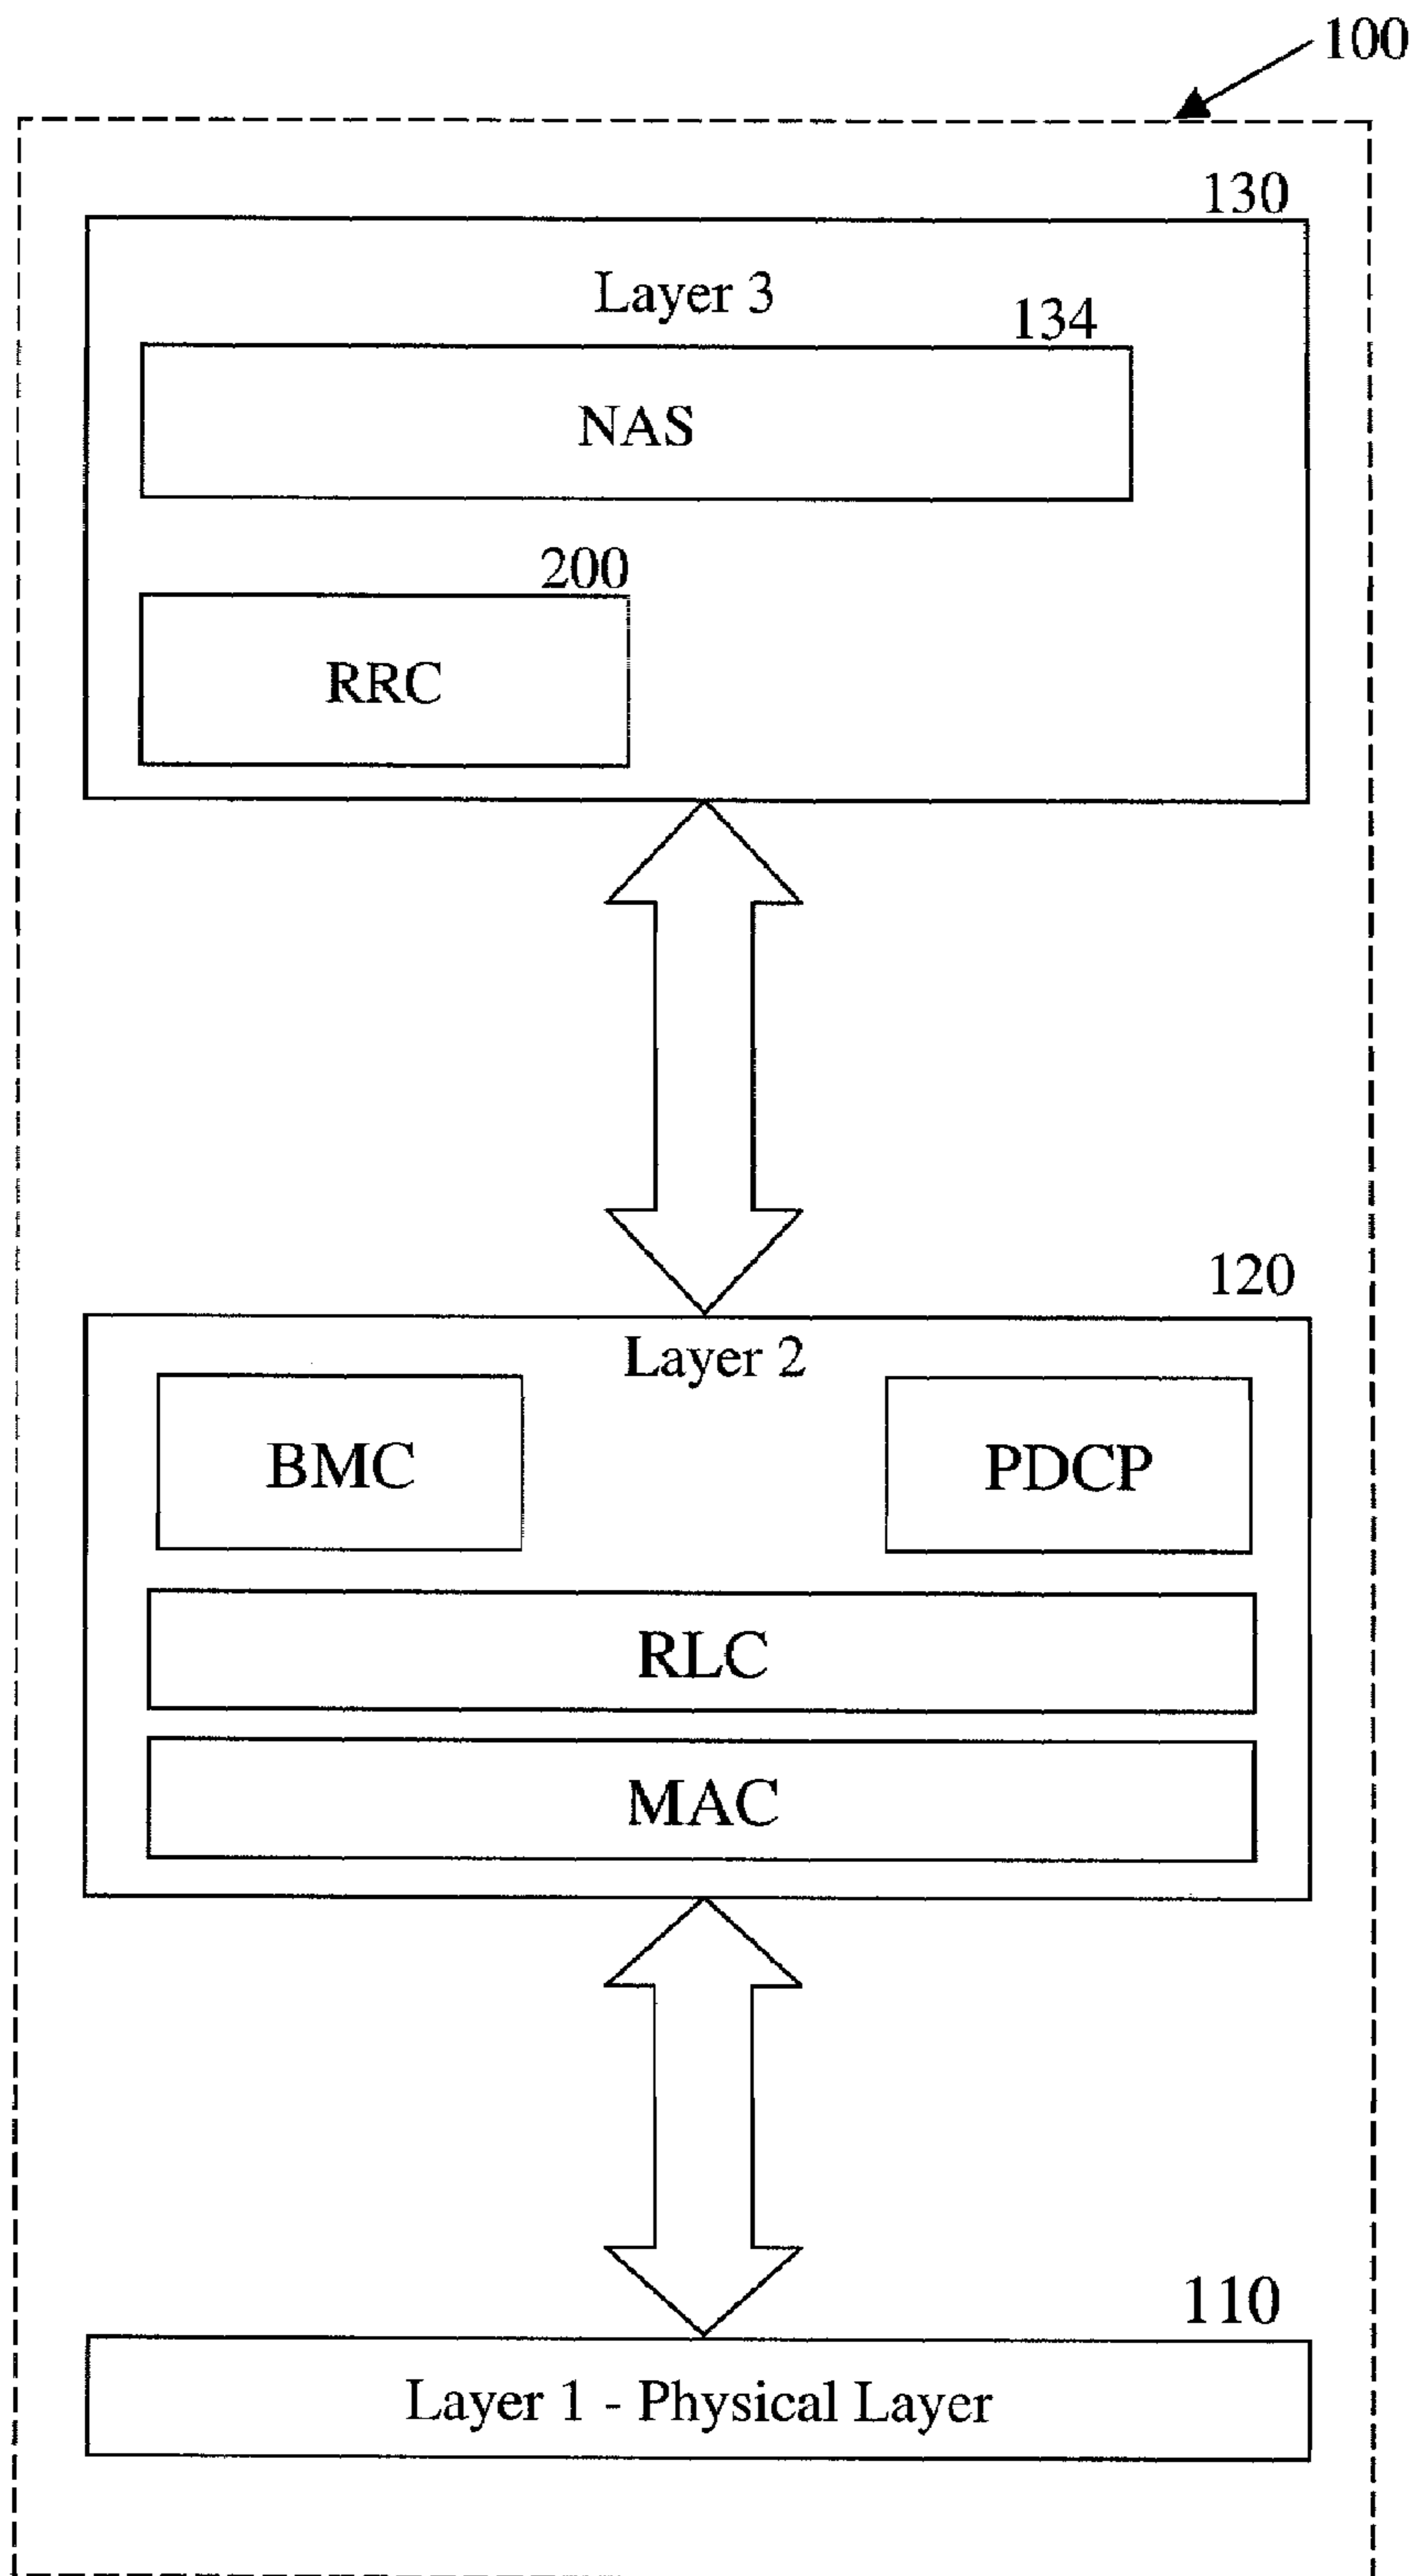 100
130
Layer 3
134
NAS
200
RRC
120
Layer 2
BMC
PDCP
RLC
MAC
110
Layer 1 - Physical Layer